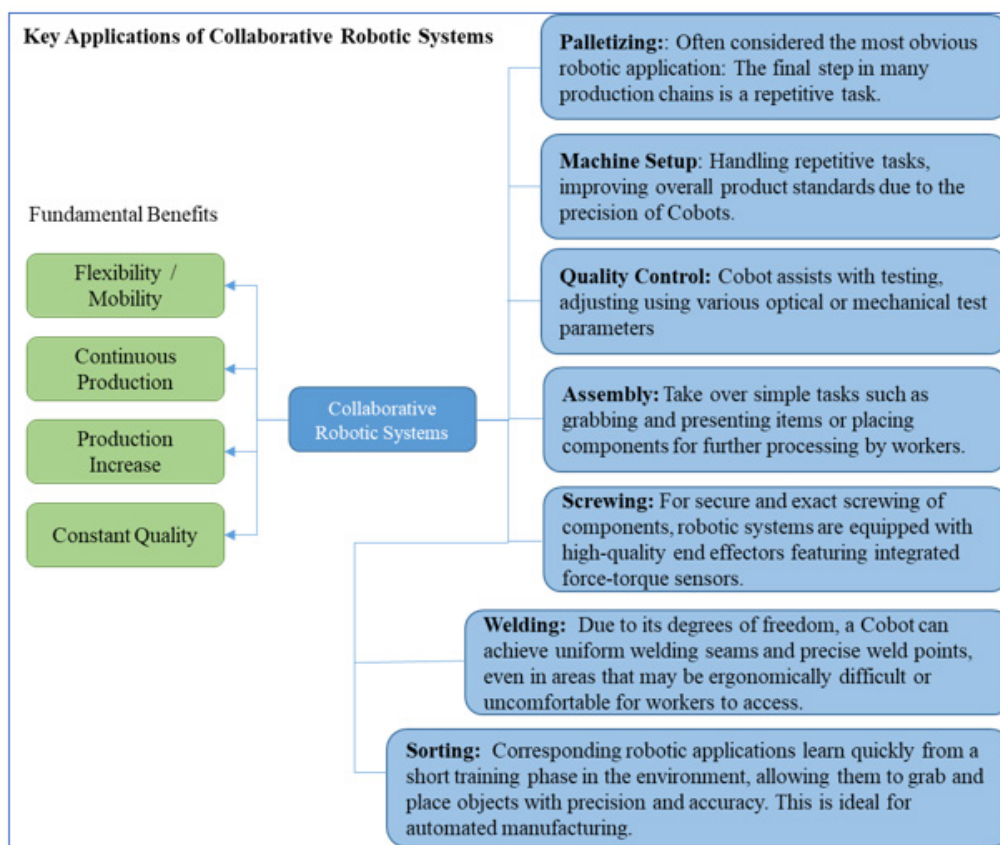 Key Applications of Collaborative Robotic Systems
Fundamental Benefits
Flexibility /
Mobility
Continuous
Production
Production
Increase
Constant Quality
Collaborative
Robotic Systems
Palletizing:: Often considered the most obvious
robotic application: The final step in many
production chains is a repetitive task.
Machine Setup: Handling repetitive tasks,
improving overall product standards due to the
precision of Cobots.
Quality Control: Cobot assists with testing,
adjusting using various optical or mechanical test
parameters
Assembly: Take over simple tasks such as
grabbing and presenting items or placing
components for further processing by workers.
Screwing: For secure and exact screwing of
components, robotic systems are equipped with
high-quality end effectors featuring integrated
force-torque sensors.
Welding: Due to its degrees of freedom, a Cobot can
achieve uniform welding seams and precise weld points,
even in areas that may be ergonomically difficult or
uncomfortable for workers to access.
Sorting: Corresponding robotic applications learn quickly from a
short training phase in the environment, allowing them to grab and
place objects with precision and accuracy. This is ideal for
automated manufacturing.